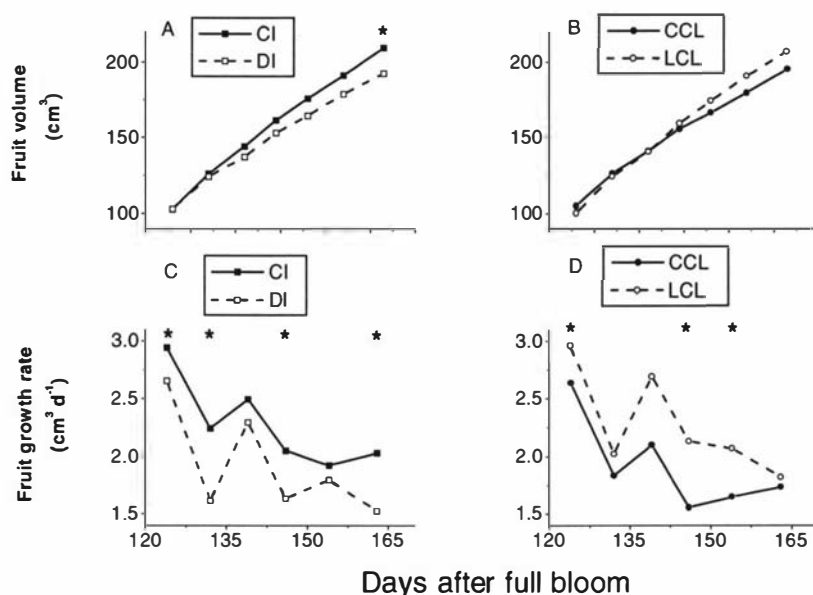 A
CI
DI
*
200
150
100
Fruit volume
(cm³)
B
CCL
LCL
200
150
100
C
CI
DI
* * * *
3.0
2.5
2.0
1.5
Fruit growth rate
(cm³ d⁻¹)
120 135 150 165
D
CCL
LCL
* * *
3.0
2.5
2.0
1.5
120 135 150 165
Days after full bloom